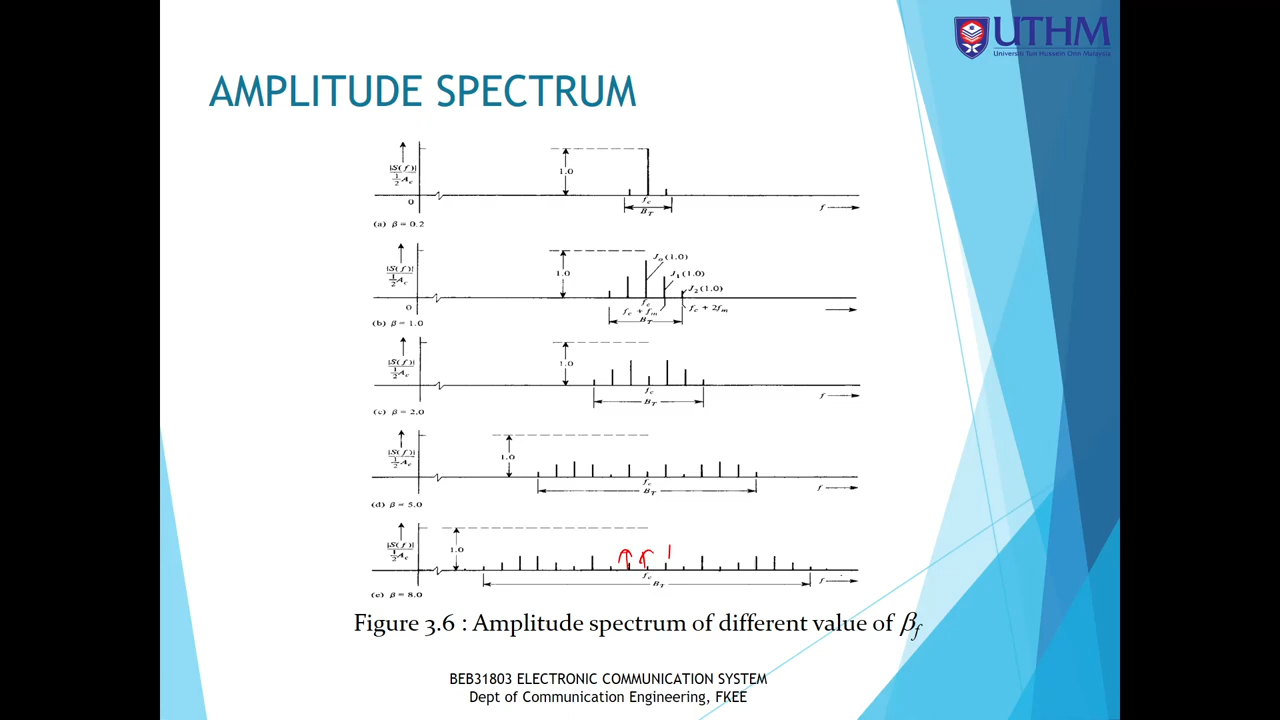 UTHM
Universiti Tun Hussein Onn Malaysia
AMPLITUDE SPECTRUM
|S(f)|
½Ac
1.0
0
fc
BT
f
(a) β = 0.2
|S(f)|
½Ac
1.0
J0 (1.0)
J1 (1.0)
J2 (1.0)
0
fc
fc + fm
fc + 2fm
BT
(b) β = 1.0
|S(f)|
½Ac
1.0
fc
BT
f
(c) β = 2.0
|S(f)|
½Ac
1.0
fc
BT
f
(d) β = 5.0
|S(f)|
½Ac
1.0
fc
BT
f
(e) β = 8.0
Figure 3.6 : Amplitude spectrum of different value of βf
BEB31803 ELECTRONIC COMMUNICATION SYSTEM
Dept of Communication Engineering, FKEE